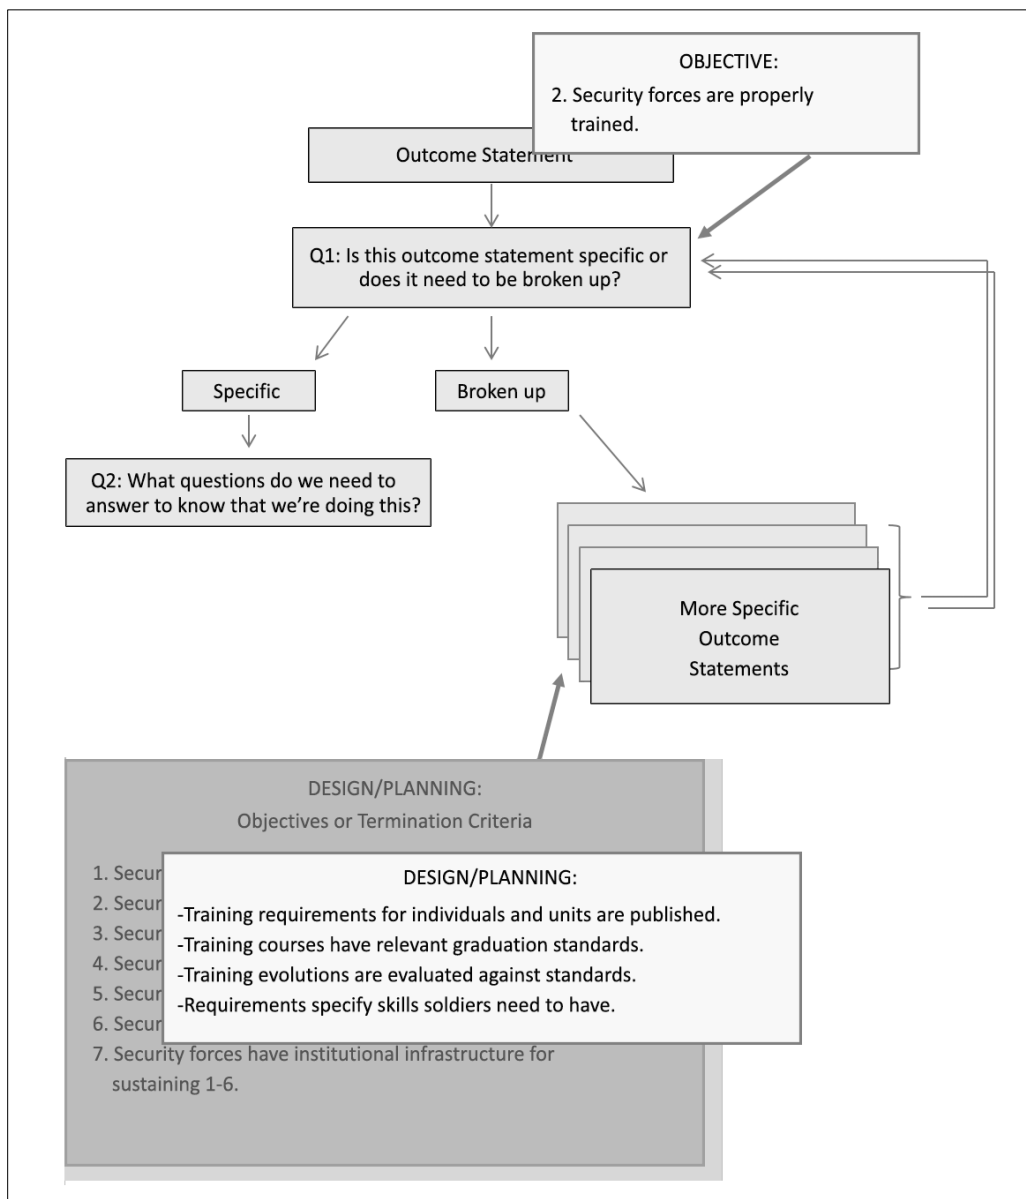 OBJECTIVE:
2. Security forces are properly
trained.
Outcome Statement
Q1: Is this outcome statement specific or
does it need to be broken up?
Specific
Broken up
Q2: What questions do we need to
answer to know that we’re doing this?
More Specific
Outcome
Statements
DESIGN/PLANNING:
Objectives or Termination Criteria
1. Secur
2. Secur
3. Secur
4. Secur
5. Secur
6. Secur
7. Security forces have institutional infrastructure for
sustaining 1-6.
DESIGN/PLANNING:
-Training requirements for individuals and units are published.
-Training courses have relevant graduation standards.
-Training evolutions are evaluated against standards.
-Requirements specify skills soldiers need to have.